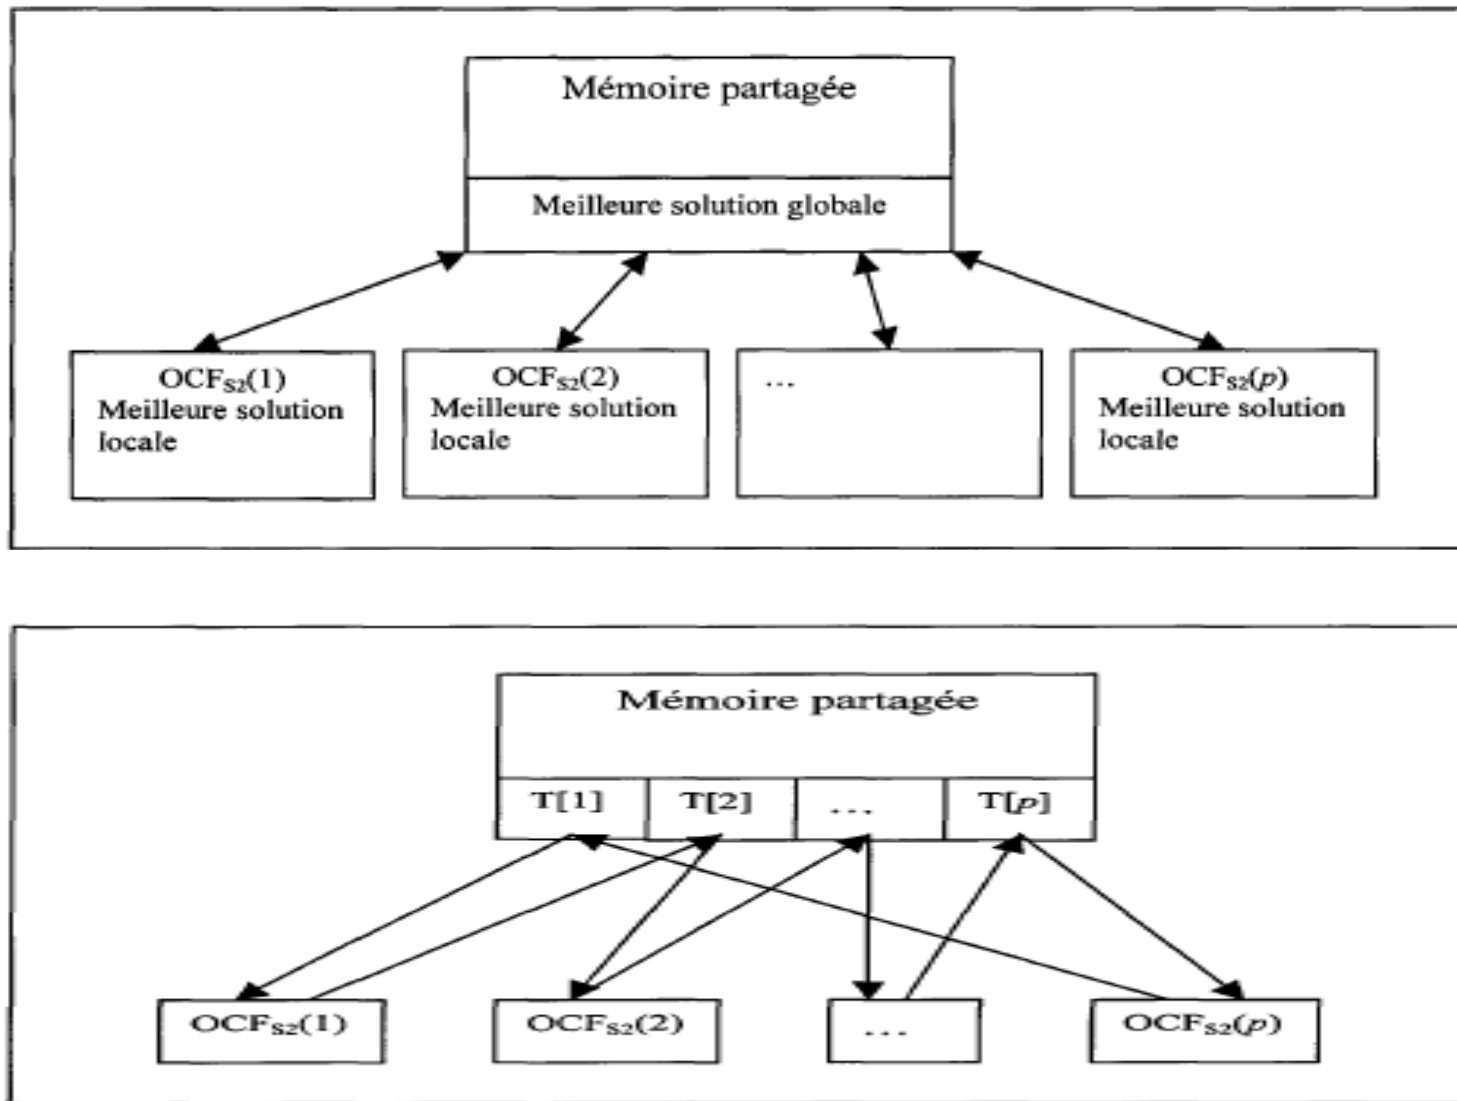 Mémoire partagée
Meilleure solution globale
OCFS2(1)
Meilleure solution
locale
OCFS2(2)
Meilleure solution
locale
...
OCFS2(p)
Meilleure solution
locale
Mémoire partagée
T[1] T[2] ... T[p]
OCFS2(1) OCFS2(2) ... OCFS2(p)